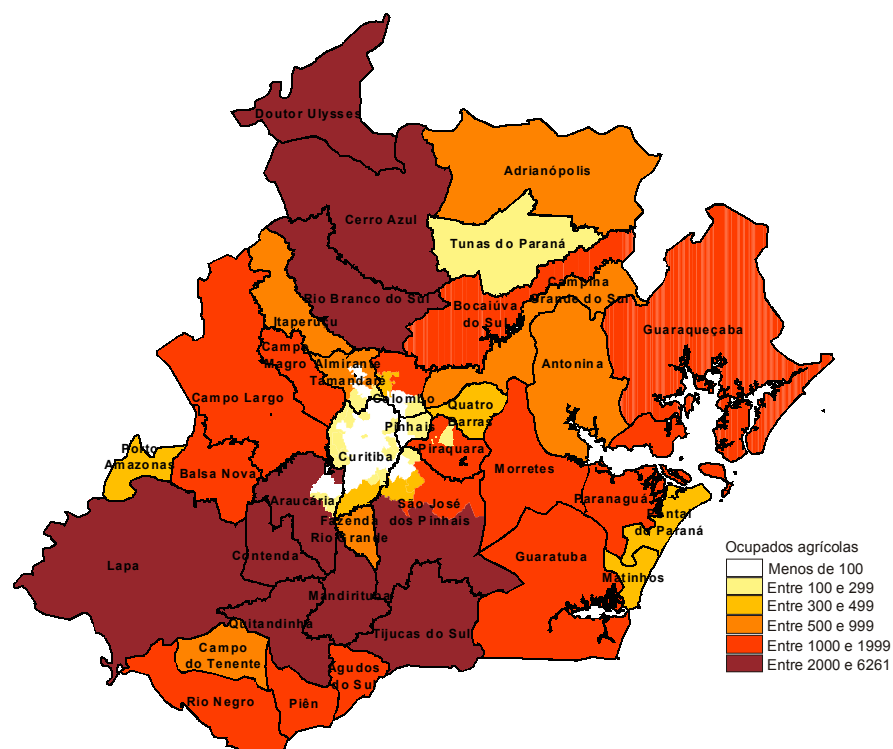 Doutor Ulysses
Adrianópolis
Cerro Azul
Tunas do Paraná
Rio Branco do Sul
Bocaiúva
do Sul
Campina
Grande do Sul
Guaraqueçaba
Itaperuçu
Campo
Magro
Almirante
Tamandaré
Antonina
Campo Largo
Colombo
Quatro
Barras
Pinhais
Curitiba
Piraquara
Porto
Amazonas
Balsa Nova
Morretes
Araucária
São José
dos Pinhais
Paranaguá
Pontal
do Paraná
Fazenda
Rio Grande
Contenda
Lapa
Guaratuba
Matinhos
Mandirituba
Quitandinha
Tijucas do Sul
Campo
do Tenente
Agudos
do Sul
Rio Negro
Piên
Ocupados agrícolas
Menos de 100
Entre 100 e 299
Entre 300 e 499
Entre 500 e 999
Entre 1000 e 1999
Entre 2000 e 6261